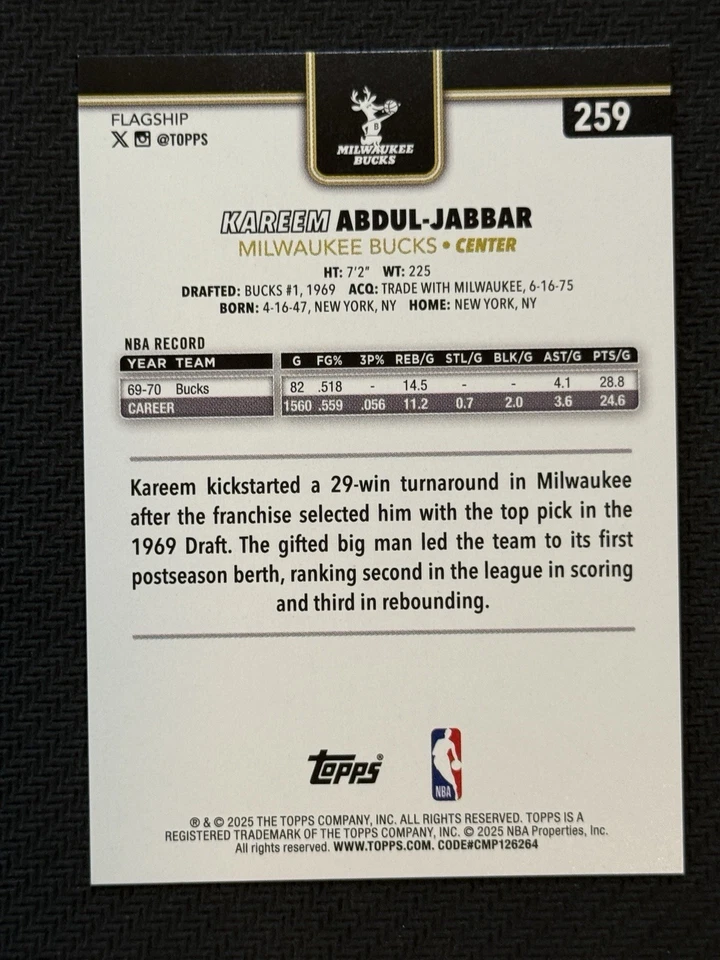 FLAGSHIP
@TOPPS
MILWAUKEE
BUCKS
259
KAREEM ABDUL-JABBAR
MILWAUKEE BUCKS • CENTER
HT: 7'2" WT: 225
DRAFTED: BUCKS #1, 1969 ACQ: TRADE WITH MILWAUKEE, 6-16-75
BORN: 4-16-47, NEW YORK, NY HOME: NEW YORK, NY
NBA RECORD
YEAR TEAM G FG% 3P% REB/G STL/G BLK/G AST/G PTS/G
69-70 Bucks 82 .518 - 14.5 - - 4.1 28.8
CAREER 1560 .559 .056 11.2 0.7 2.0 3.6 24.6
Kareem kickstarted a 29-win turnaround in Milwaukee
after the franchise selected him with the top pick in the
1969 Draft. The gifted big man led the team to its first
postseason berth, ranking second in the league in scoring
and third in rebounding.
topps®
NBA
® & © 2025 THE TOPPS COMPANY, INC. ALL RIGHTS RESERVED. TOPPS IS A
REGISTERED TRADEMARK OF THE TOPPS COMPANY, INC. © 2025 NBA Properties, Inc.
All rights reserved. WWW.TOPPS.COM. CODE#CMP126264